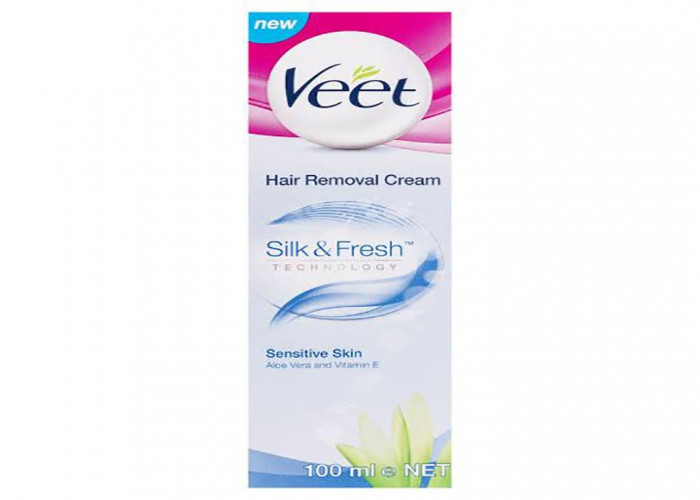 new
Veet
Hair Removal Cream
Silk & Fresh™
TECHNOLOGY
Sensitive Skin
Aloe Vera and Vitamin E
100 ml e NET